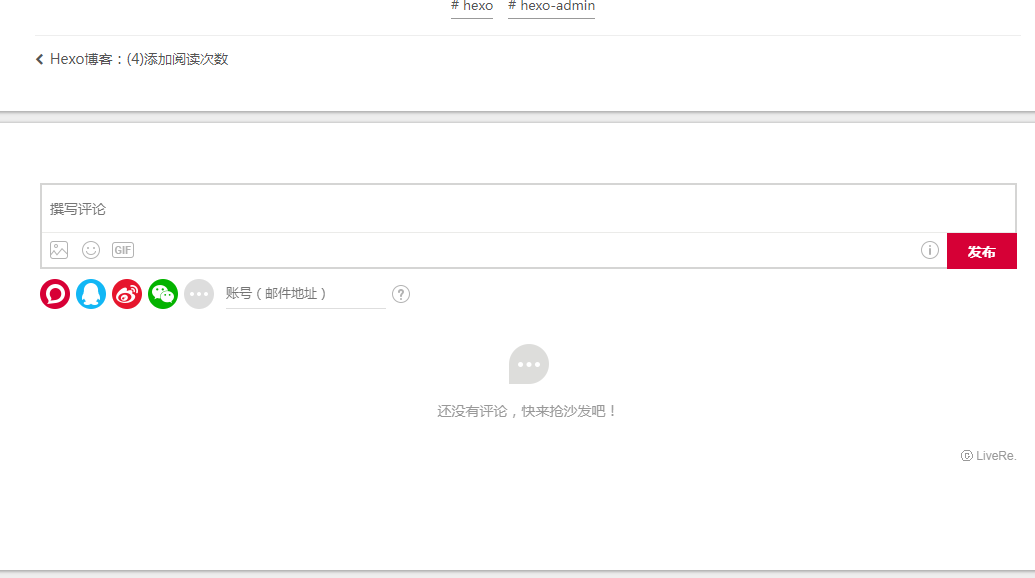 # hexo # hexo-admin
Hexo博客：(4)添加阅读次数
撰写评论
GIF
发布
账号 ( 邮件地址 )
?
还没有评论，快来抢沙发吧！
LiveRe.